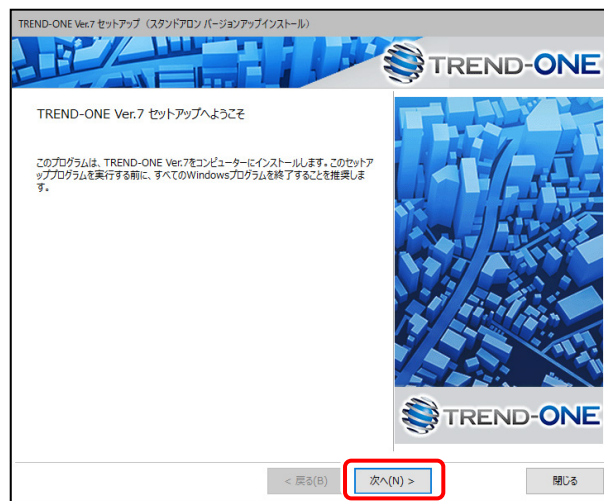 TREND-ONE Ver.7 セットアップ（スタンドアロン バージョンアップインストール）
TREND-ONE
TREND-ONE Ver.7 セットアップへようこそ
このプログラムは、TREND-ONE Ver.7をコンピューターにインストールします。このセットア
ッププログラムを実行する前に、すべてのWindowsプログラムを終了することを推奨しま
す。
TREND-ONE
< 戻る(B)
次へ(N) >
閉じる